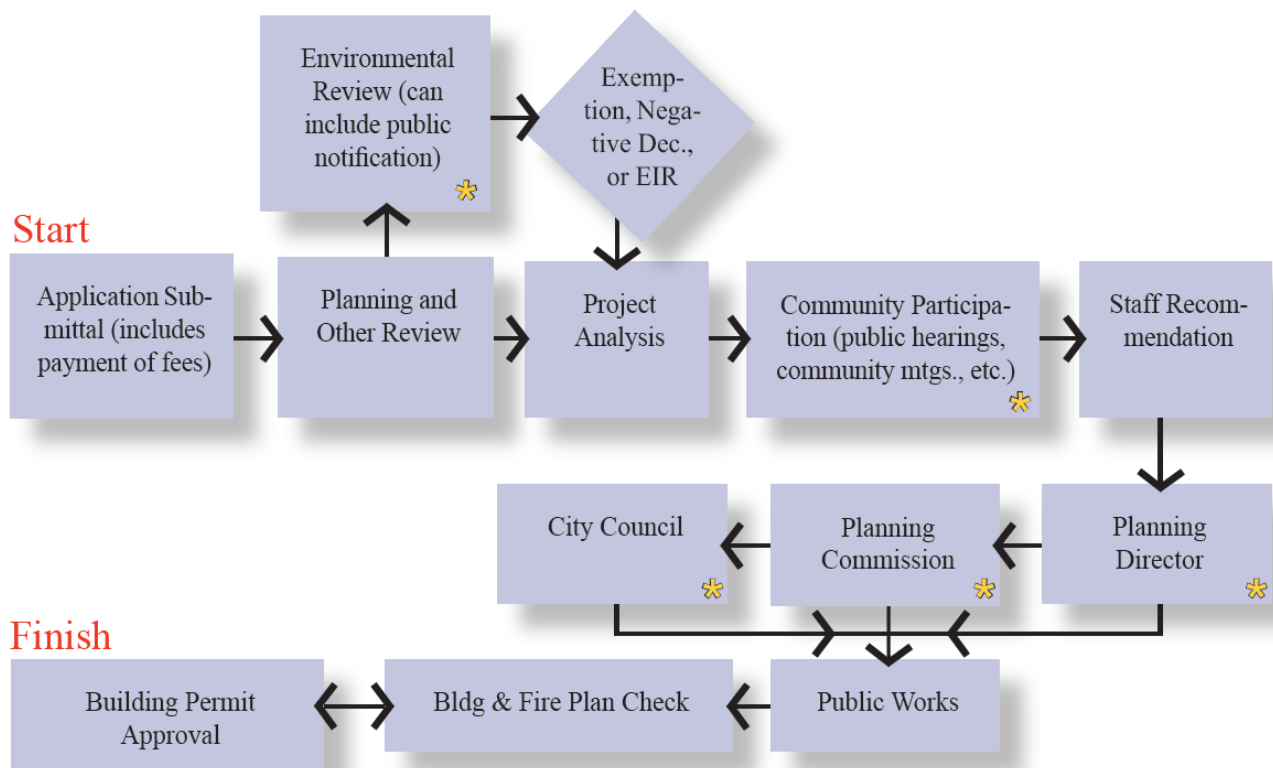 Environmental
Review (can
include public
notification)
*
Exemp-
tion, Nega-
tive Dec.,
or EIR
Start
Application Sub-
mittal (includes
payment of fees)
Planning and
Other Review
Project
Analysis
Community Participa-
tion (public hearings,
community mtgs., etc.)
*
Staff Recom-
mendation
City Council
*
Planning
Commission
*
Planning
Director
*
Finish
Building Permit
Approval
Bldg & Fire Plan Check
Public Works